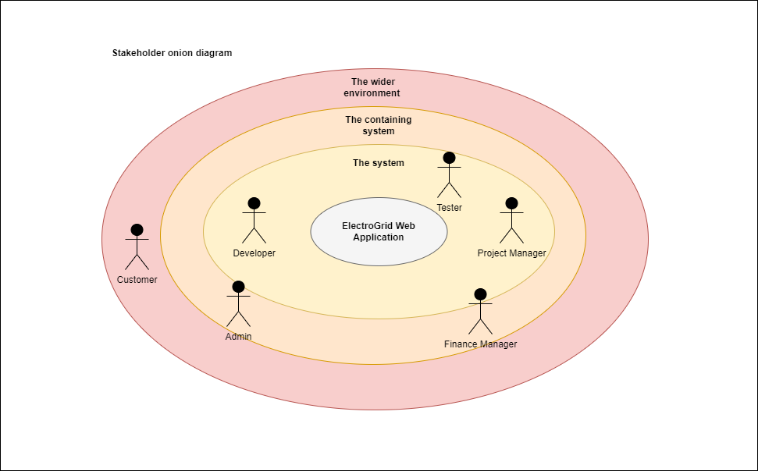 Stakeholder onion diagram
The wider
environment
The containing
system
The system
Tester
ElectroGrid Web
Application
Developer
Project Manager
Customer
Admin
Finance Manager